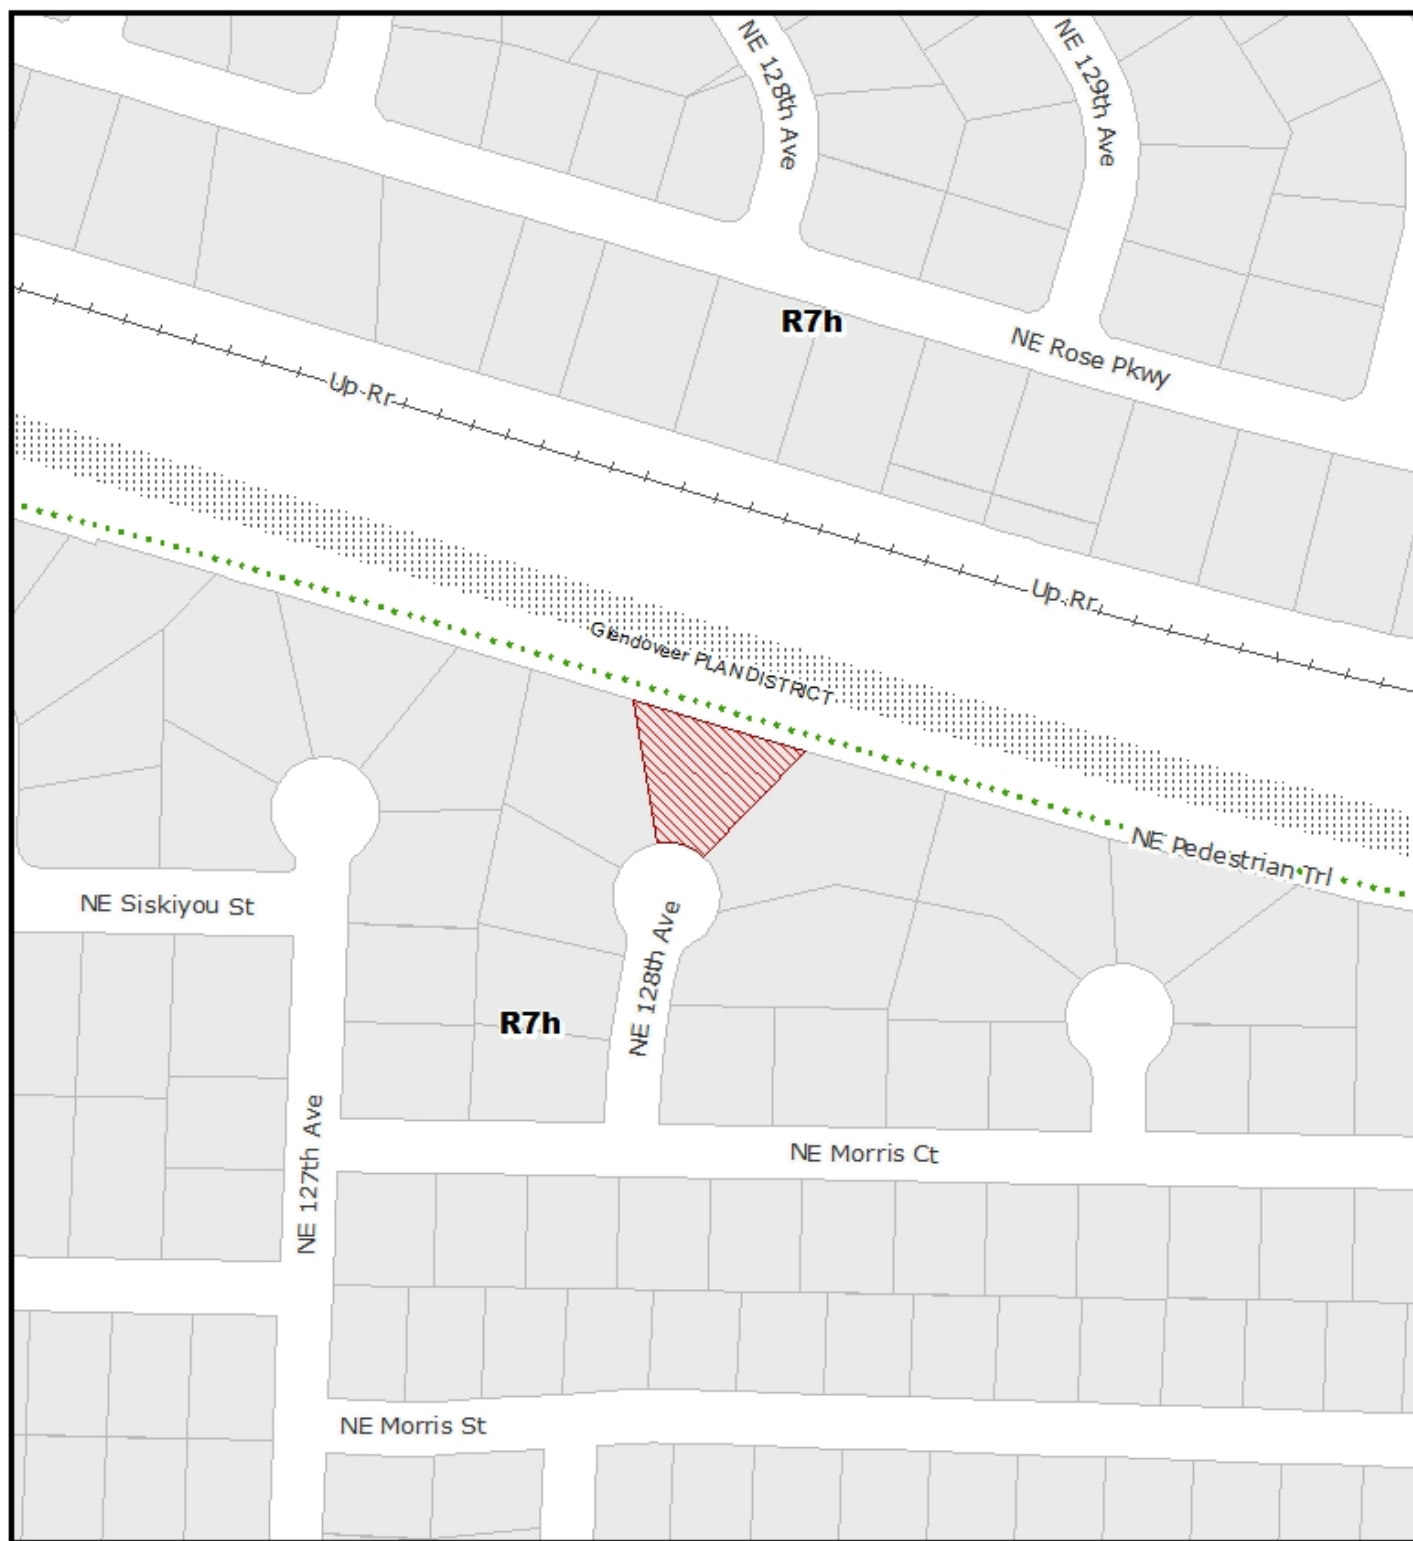 NE 128th Ave
NE 129th Ave
R7h
NE Rose Pkwy
Up Rr
Up Rr
Glendoveer PLAN DISTRICT
NE Pedestrian Trl
NE Siskiyou St
NE 128th Ave
R7h
NE 127th Ave
NE Morris Ct
NE Morris St